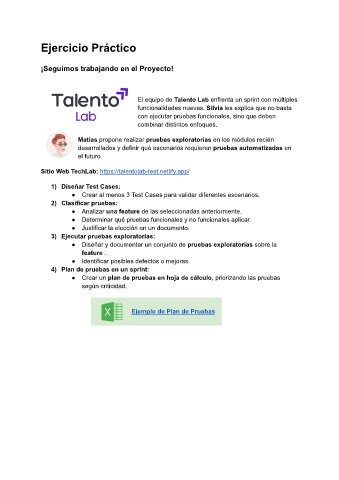 Ejercicio Práctico
¡Seguimos trabajando en el Proyecto!
Talento
Lab
El equipo de Talento Lab enfrenta un sprint con múltiples
funcionalidades nuevas. Silvia les explica que no basta
con ejecutar pruebas funcionales, sino que deben
combinar distintos enfoques.
Matías propone realizar pruebas exploratorias en los módulos recién
desarrollados y definir qué escenarios requieren pruebas automatizadas en
el futuro.
Sitio Web TechLab: https://talentolab-test.netlify.app/
1) Diseñar Test Cases:
● Crear al menos 3 Test Cases para validar diferentes escenarios.
2) Clasificar pruebas:
● Analizar una feature de las seleccionadas anteriormente.
● Determinar qué pruebas funcionales y no funcionales aplicar.
● Justificar la elección en un documento.
3) Ejecutar pruebas exploratorias:
● Diseñar y documentar un conjunto de pruebas exploratorias sobre la
feature .
● Identificar posibles defectos o mejoras.
4) Plan de pruebas en un sprint:
● Crear un plan de pruebas en hoja de cálculo, priorizando las pruebas
según criticidad.
X
Ejemplo de Plan de Pruebas